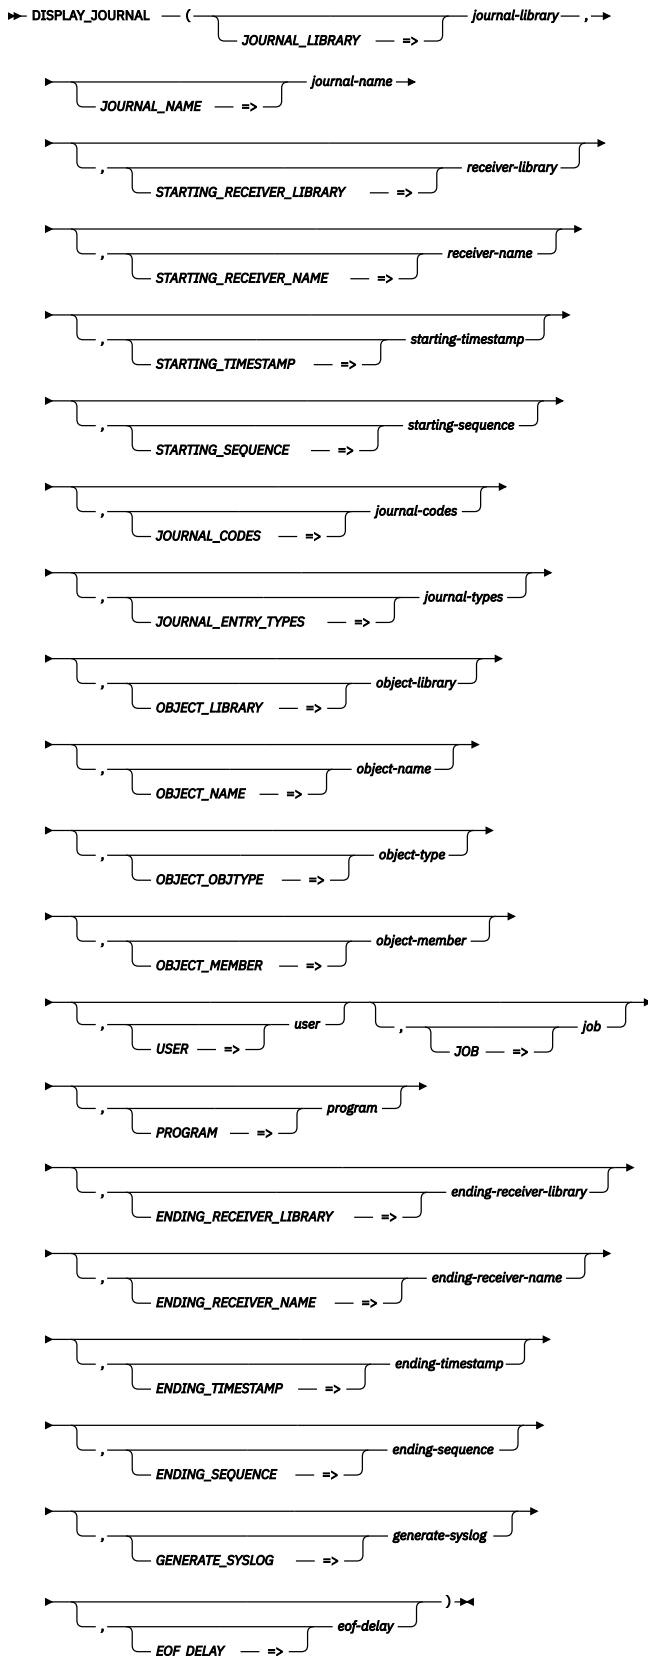 DISPLAY_JOURNAL ( journal-library ,
JOURNAL_LIBRARY =>
journal-name
JOURNAL_NAME =>
, receiver-library
STARTING_RECEIVER_LIBRARY =>
, receiver-name
STARTING_RECEIVER_NAME =>
, starting-timestamp
STARTING_TIMESTAMP =>
, starting-sequence
STARTING_SEQUENCE =>
, journal-codes
JOURNAL_CODES =>
, journal-types
JOURNAL_ENTRY_TYPES =>
, object-library
OBJECT_LIBRARY =>
, object-name
OBJECT_NAME =>
, object-type
OBJECT_OBJTYPE =>
, object-member
OBJECT_MEMBER =>
, user , job
USER => JOB =>
, program
PROGRAM =>
, ending-receiver-library
ENDING_RECEIVER_LIBRARY =>
, ending-receiver-name
ENDING_RECEIVER_NAME =>
, ending-timestamp
ENDING_TIMESTAMP =>
, ending-sequence
ENDING_SEQUENCE =>
, generate-syslog
GENERATE_SYSLOG =>
, eof-delay )
EOF_DELAY =>